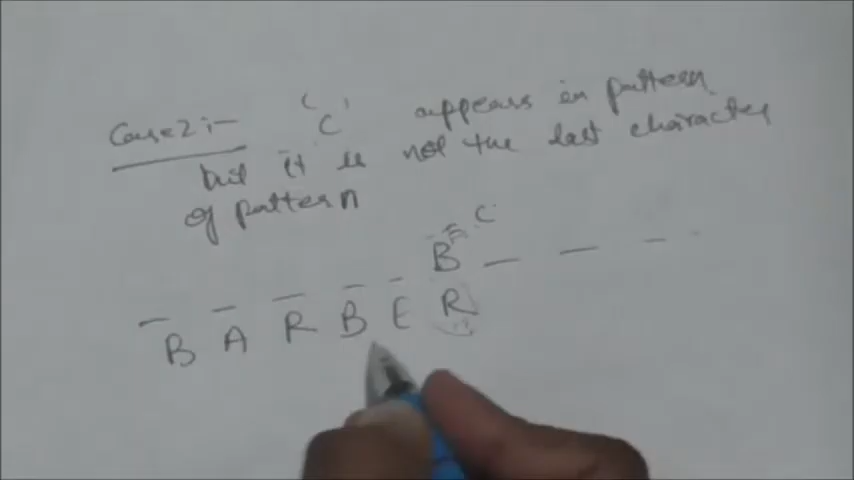 Case 2 :- 'C' appears in pattern
but it is not the last character
of pattern
B = C
B A R B E R